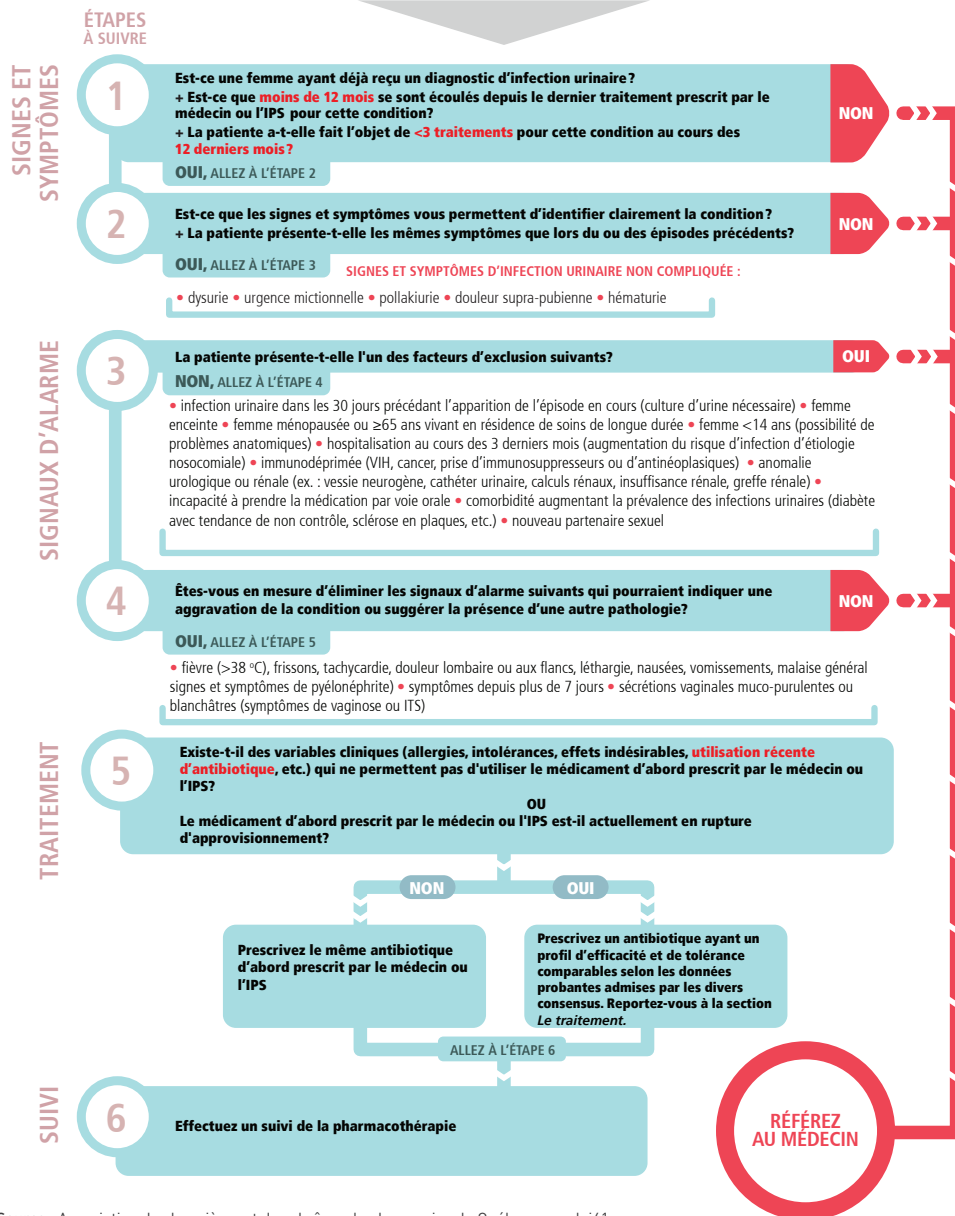 ÉTAPES
À SUIVRE
SIGNES ET
SYMPTÔMES
1
Est-ce une femme ayant déjà reçu un diagnostic d'infection urinaire?
+ Est-ce que moins de 12 mois se sont écoulés depuis le dernier traitement prescrit par le
médecin ou l'IPS pour cette condition?
+ La patiente a-t-elle fait l'objet de <3 traitements pour cette condition au cours des
12 derniers mois?
NON
OUI, ALLEZ À L'ÉTAPE 2
2
Est-ce que les signes et symptômes vous permettent d'identifier clairement la condition?
+ La patiente présente-t-elle les mêmes symptômes que lors du ou des épisodes précédents?
NON
OUI, ALLEZ À L'ÉTAPE 3
SIGNES ET SYMPTÔMES D'INFECTION URINAIRE NON COMPLIQUÉE :
• dysurie • urgence mictionnelle • pollakiurie • douleur supra-pubienne • hématurie
SIGNAUX D'ALARME
3
La patiente présente-t-elle l'un des facteurs d'exclusion suivants?
OUI
NON, ALLEZ À L'ÉTAPE 4
• infection urinaire dans les 30 jours précédant l'apparition de l'épisode en cours (culture d'urine nécessaire) • femme
enceinte • femme ménopausée ou ≥65 ans vivant en résidence de soins de longue durée • femme <14 ans (possibilité de
problèmes anatomiques) • hospitalisation au cours des 3 derniers mois (augmentation du risque d'infection d'étiologie
nosocomiale) • immunodéprimée (VIH, cancer, prise d'immunosuppresseurs ou d'antinéoplasiques) • anomalie
urologique ou rénale (ex. : vessie neurogène, cathéter urinaire, calculs rénaux, insuffisance rénale, greffe rénale) •
incapacité à prendre la médication par voie orale • comorbidité augmentant la prévalence des infections urinaires (diabète
avec tendance de non contrôle, sclérose en plaques, etc.) • nouveau partenaire sexuel
4
Êtes-vous en mesure d'éliminer les signaux d'alarme suivants qui pourraient indiquer une
aggravation de la condition ou suggérer la présence d'une autre pathologie?
NON
OUI, ALLEZ À L'ÉTAPE 5
• fièvre (>38 ºC), frissons, tachycardie, douleur lombaire ou aux flancs, léthargie, nausées, vomissements, malaise général
signes et symptômes de pyélonéphrite) • symptômes depuis plus de 7 jours • sécrétions vaginales muco-purulentes ou
blanchâtres (symptômes de vaginose ou ITS)
TRAITEMENT
5
Existe-t-il des variables cliniques (allergies, intolérances, effets indésirables, utilisation récente
d'antibiotique, etc.) qui ne permettent pas d'utiliser le médicament d'abord prescrit par le médecin ou
l'IPS?
OU
Le médicament d'abord prescrit par le médecin ou l'IPS est-il actuellement en rupture
d'approvisionnement?
NON
OUI
Prescrivez le même antibiotique
d'abord prescrit par le médecin ou
l'IPS
Prescrivez un antibiotique ayant un
profil d'efficacité et de tolérance
comparables selon les données
probantes admises par les divers
consensus. Reportez-vous à la section
Le traitement.
ALLEZ À L'ÉTAPE 6
SUIVI
6
Effectuez un suivi de la pharmacothérapie
RÉFÉREZ
AU MÉDECIN